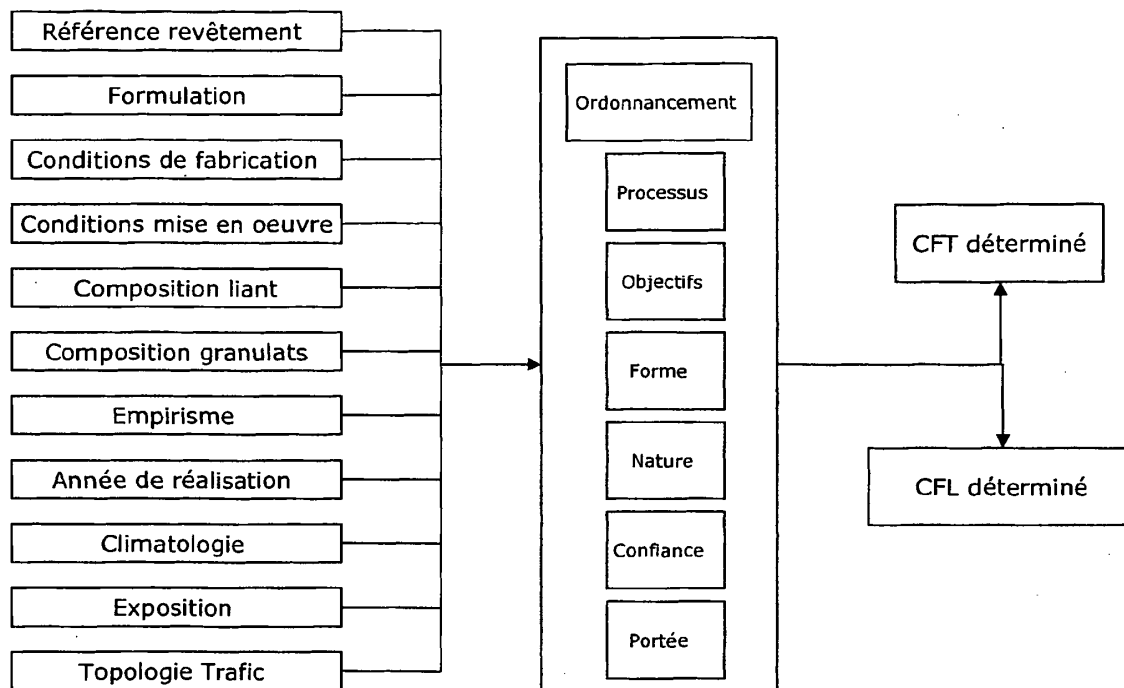 Référence revêtement
Formulation
Conditions de fabrication
Conditions mise en oeuvre
Composition liant
Composition granulats
Empirisme
Année de réalisation
Climatologie
Exposition
Topologie Trafic
Ordonnancement
Processus
Objectifs
Forme
Nature
Confiance
Portée
CFT déterminé
CFL déterminé